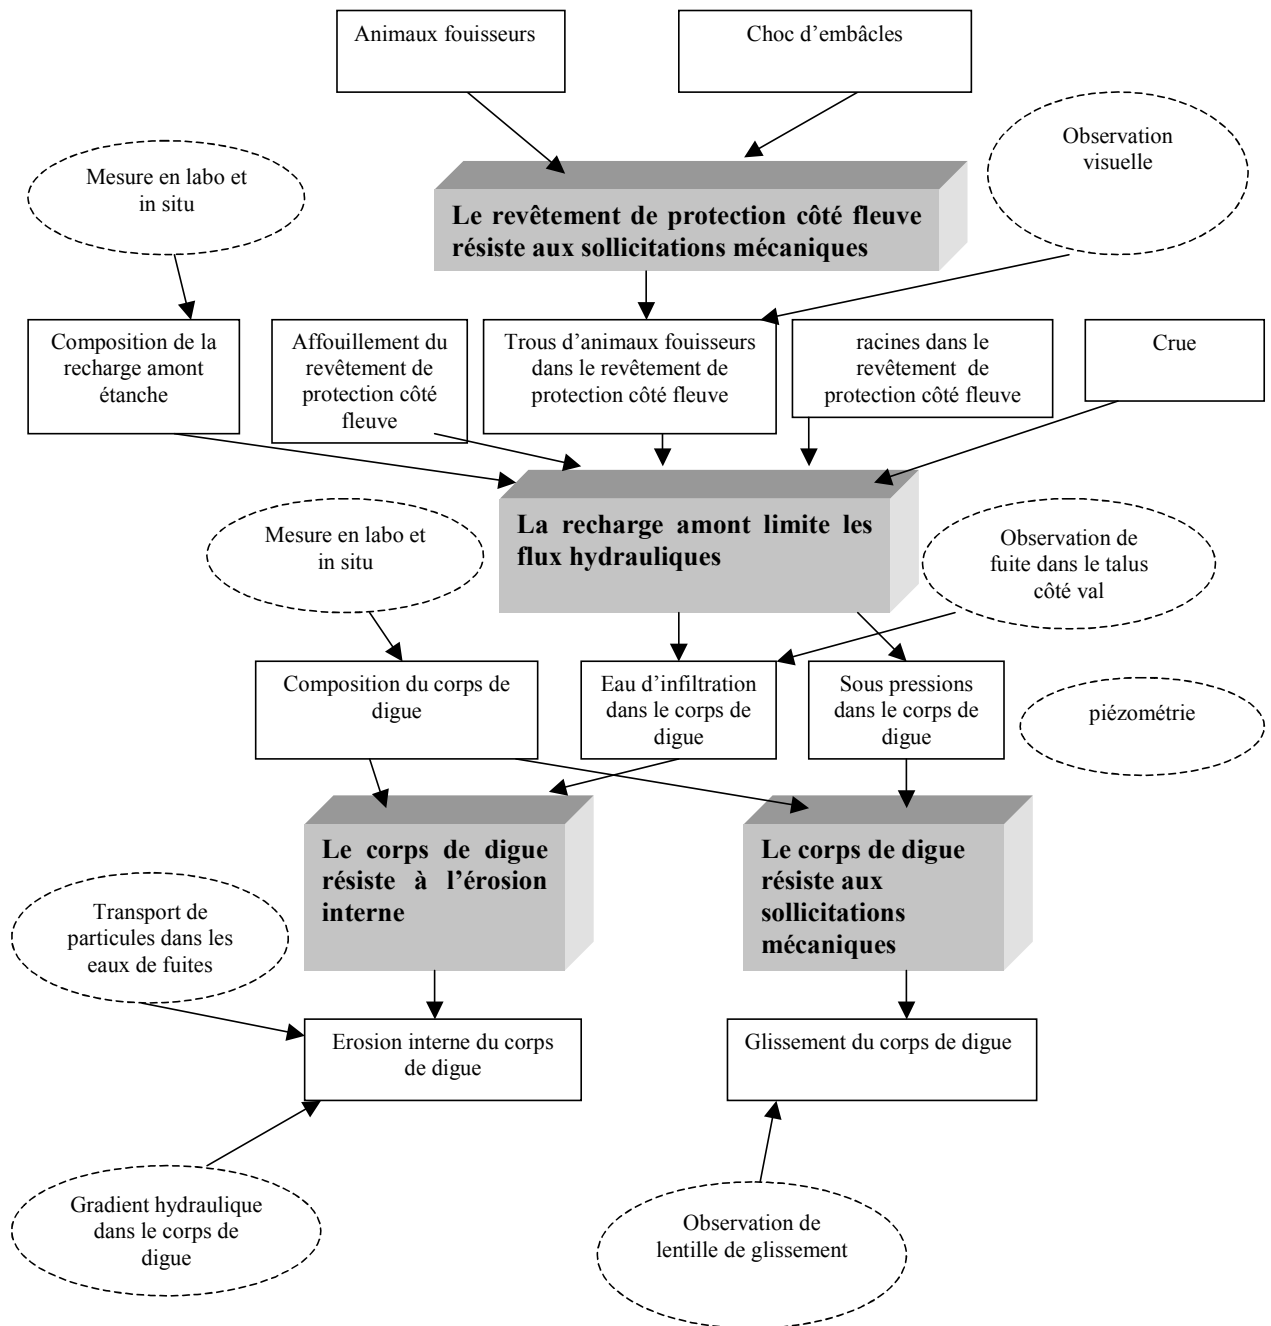 Animaux fouisseurs
Choc d'embâcles
Observation
visuelle
Mesure en labo et
in situ
Le revêtement de protection côté fleuve
résiste aux sollicitations mécaniques
Composition de la
recharge amont
étanche
Affouillement du
revêtement de
protection côté
fleuve
Trous d'animaux fouisseurs
dans le revêtement de
protection côté fleuve
racines dans le
revêtement de
protection côté fleuve
Crue
Mesure en labo et
in situ
La recharge amont limite les
flux hydrauliques
Observation de
fuite dans le talus
côté val
Composition du corps de
digue
Eau d'infiltration
dans le corps de
digue
Sous pressions
dans le corps de
digue
piézométrie
Le corps de digue
résiste à l'érosion
interne
Le corps de digue
résiste aux
sollicitations
mécaniques
Transport de
particules dans les
eaux de fuites
Erosion interne du corps
de digue
Glissement du corps de digue
Gradient hydraulique
dans le corps de
digue
Observation de
lentille de glissement